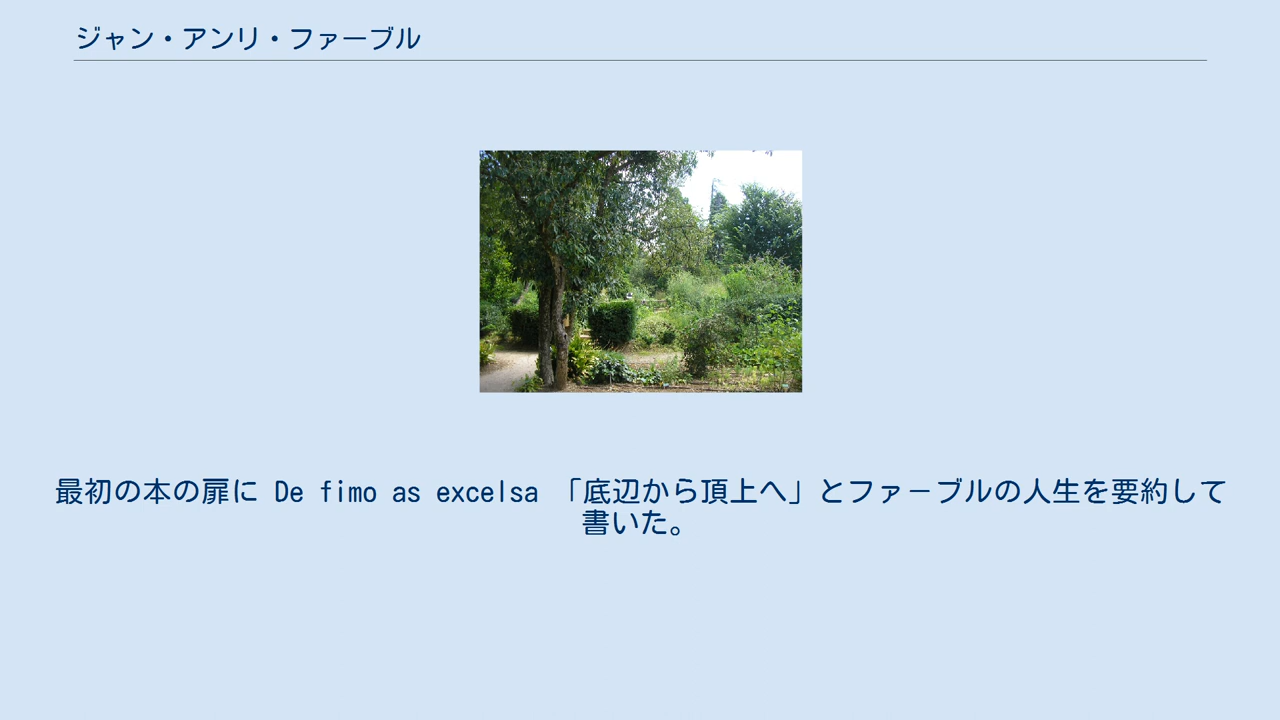 ジャン・アンリ・ファーブル
最初の本の扉に De fimo as excelsa 「底辺から頂上へ」とファーブルの人生を要約して
書いた。